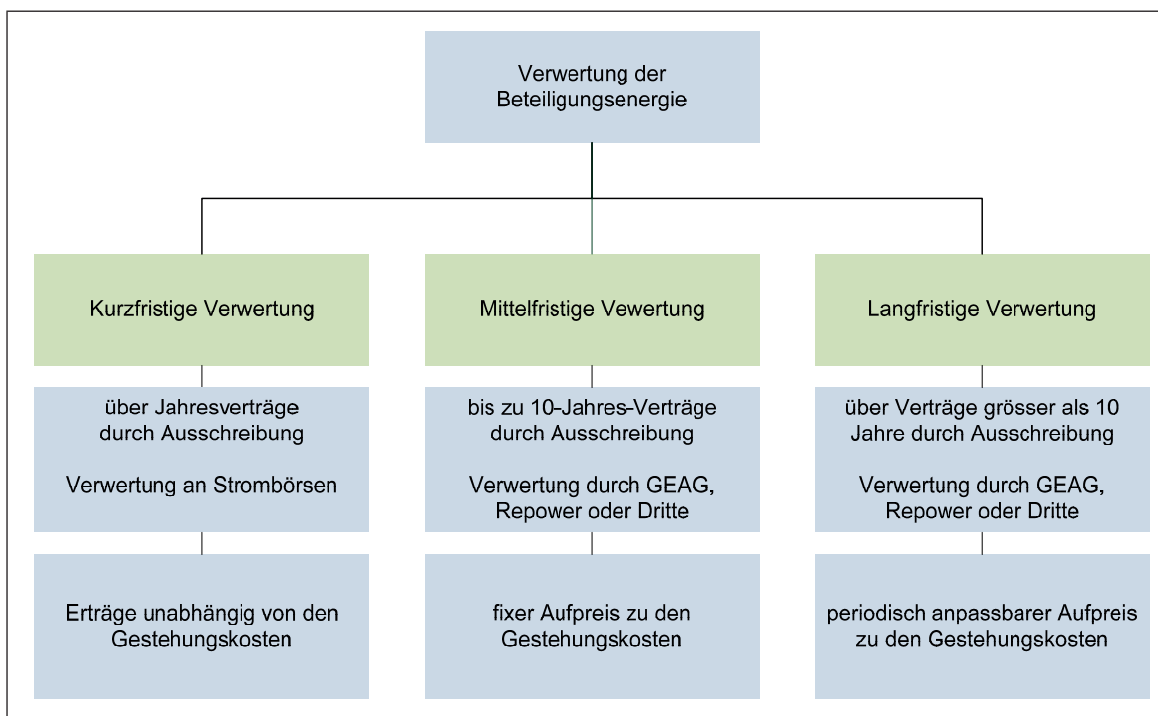 Verwertung der
Beteiligungsenergie
Kurzfristige Verwertung
über Jahresverträge
durch Ausschreibung
Verwertung an Strombörsen
Erträge unabhängig von den
Gestehungskosten
Mittelfristige Vewertung
bis zu 10-Jahres-Verträge
durch Ausschreibung
Verwertung durch GEAG,
Repower oder Dritte
fixer Aufpreis zu den
Gestehungskosten
Langfristige Verwertung
über Verträge grösser als 10
Jahre durch Ausschreibung
Verwertung durch GEAG,
Repower oder Dritte
periodisch anpassbarer Aufpreis
zu den Gestehungskosten